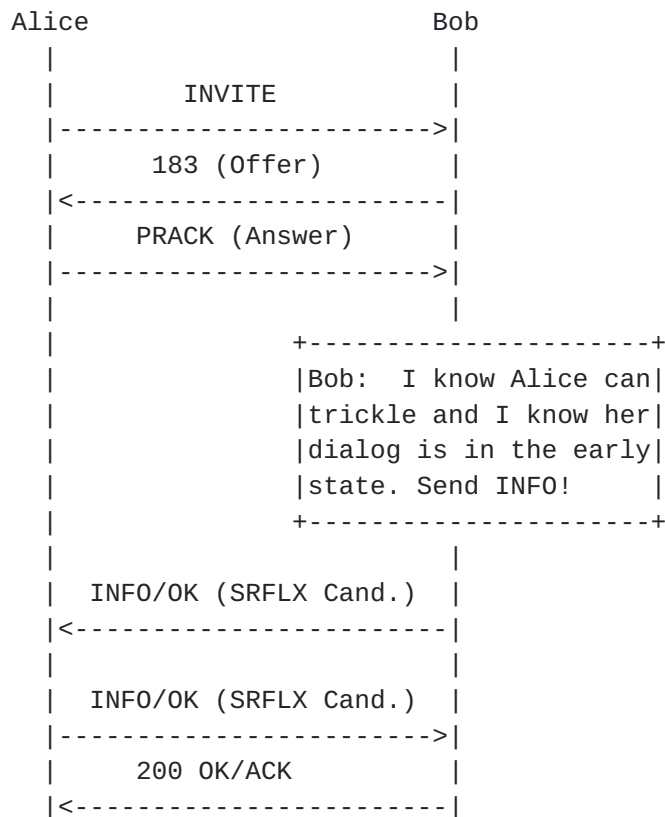 Alice Bob
INVITE
183 (Offer)
PRACK (Answer)
Bob: I know Alice can
trickle and I know her
dialog is in the early
state. Send INFO!
INFO/OK (SRFLX Cand.)
INFO/OK (SRFLX Cand.)
200 OK/ACK